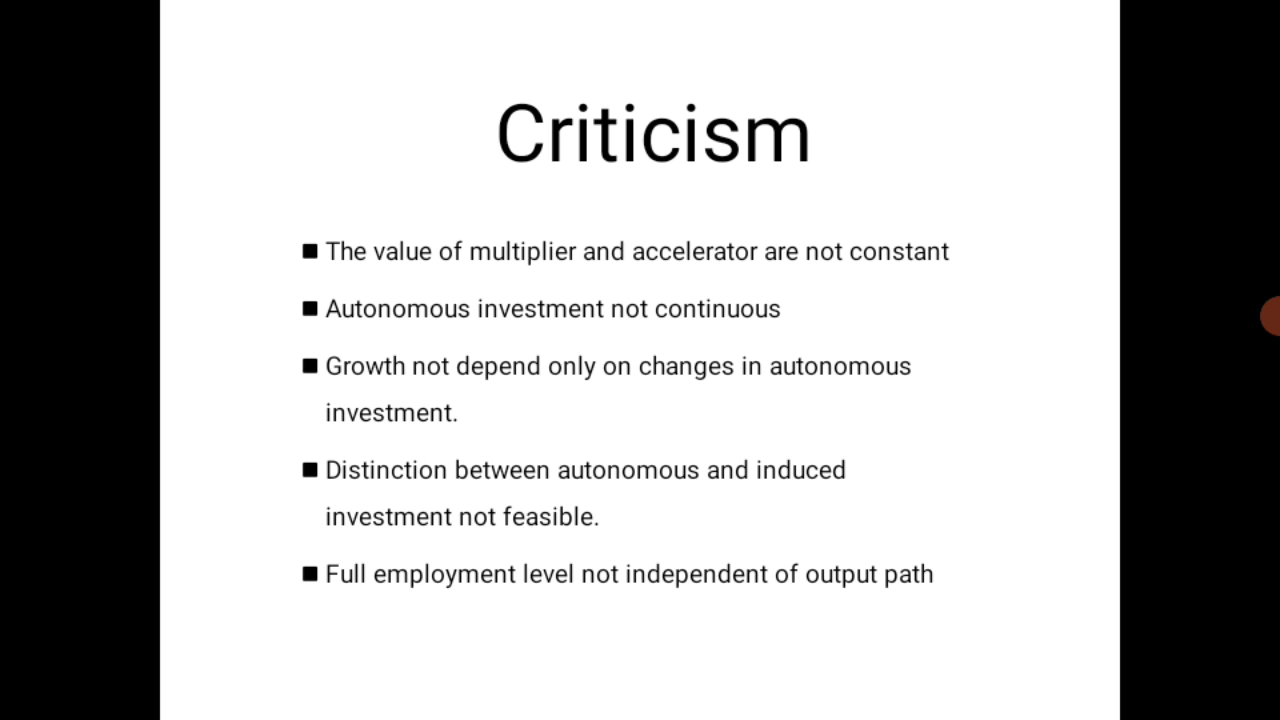 Criticism
■ The value of multiplier and accelerator are not constant
■ Autonomous investment not continuous
■ Growth not depend only on changes in autonomous
investment.
■ Distinction between autonomous and induced
investment not feasible.
■ Full employment level not independent of output path